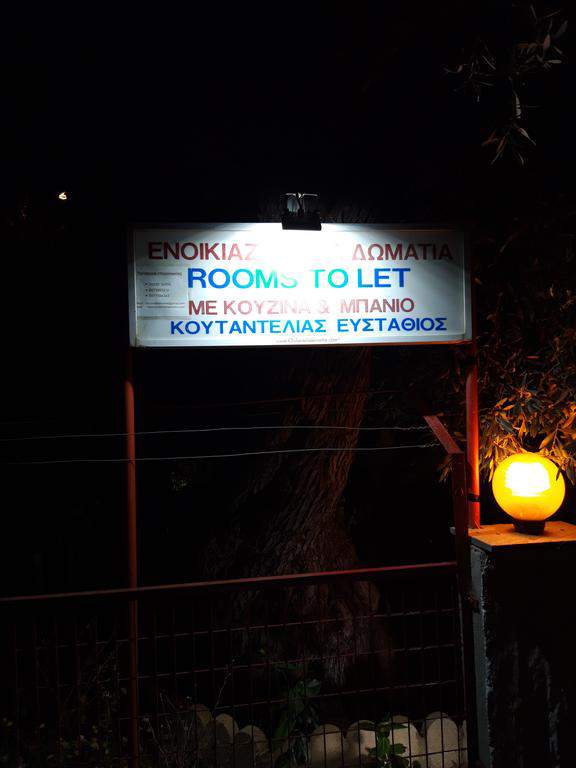 ΕΝΟΙΚΙΑΖ ΔΩΜΑΤΙΑ
ROOMS TO LET
ΜΕ ΚΟΥΖΙΝΑ & ΜΠΑΝΙΟ
ΚΟΥΤΑΝΤΕΛΙΑΣ ΕΥΣΤΑΘΙΟΣ